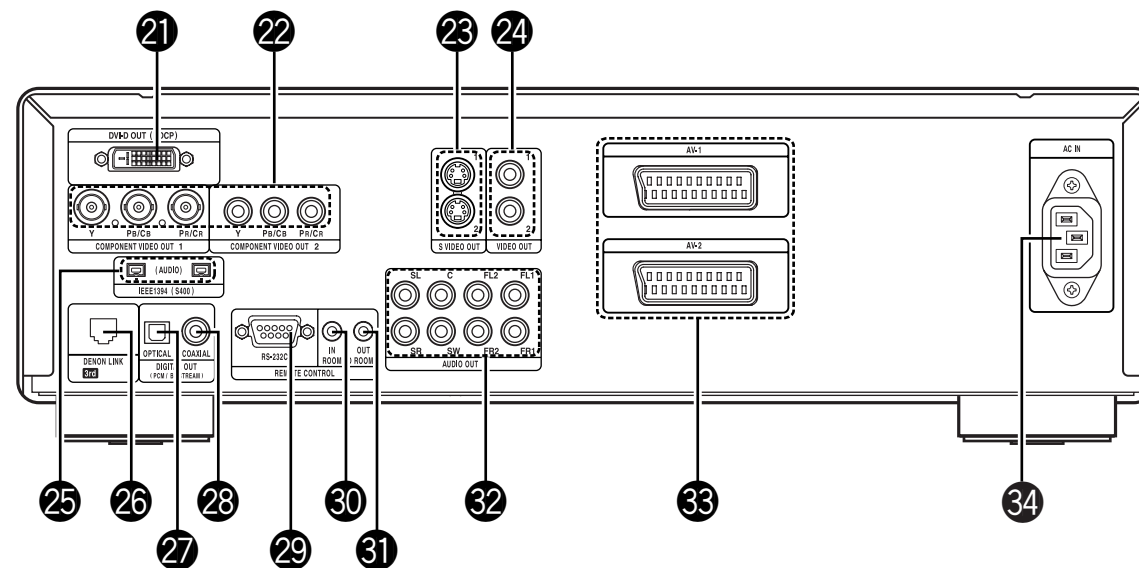 21 22 23 24
DVI-D OUT ( DCP)
AV-1
AC IN
1 1
2 2
Y PB/CB PR/CR Y PB/CB PR/CR
COMPONENT VIDEO OUT 1 COMPONENT VIDEO OUT 2
S VIDEO OUT VIDEO OUT
AV-2
(AUDIO)
IEEE1394 (S400)
SL C FL2 FL1
OPTICAL COAXIAL
RS-232C
IN OUT
ROOM ROOM
SR SW FR2 FR1
DENON LINK
3rd
DIGITAL OUT
(PCM / B STREAM)
REMOTE CONTROL
AUDIO OUT
25 26 28 30 32 33 34
27 29 31